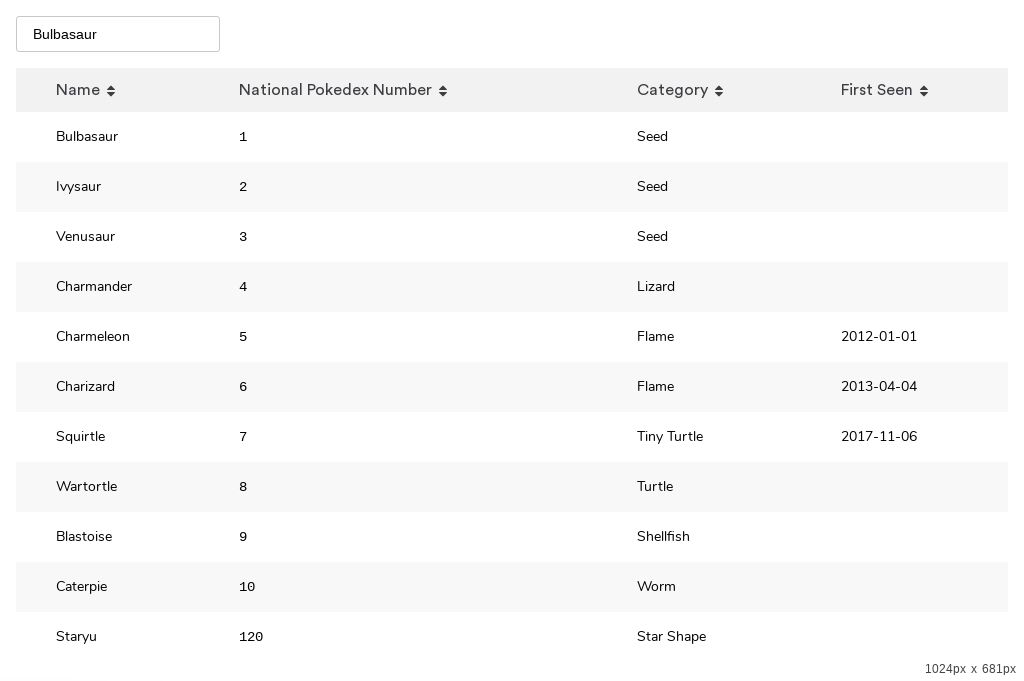 Bulbasaur
Name National Pokedex Number Category First Seen
Bulbasaur 1 Seed
Ivysaur 2 Seed
Venusaur 3 Seed
Charmander 4 Lizard
Charmeleon 5 Flame 2012-01-01
Charizard 6 Flame 2013-04-04
Squirtle 7 Tiny Turtle 2017-11-06
Wartortle 8 Turtle
Blastoise 9 Shellfish
Caterpie 10 Worm
Staryu 120 Star Shape
1024px x 681px